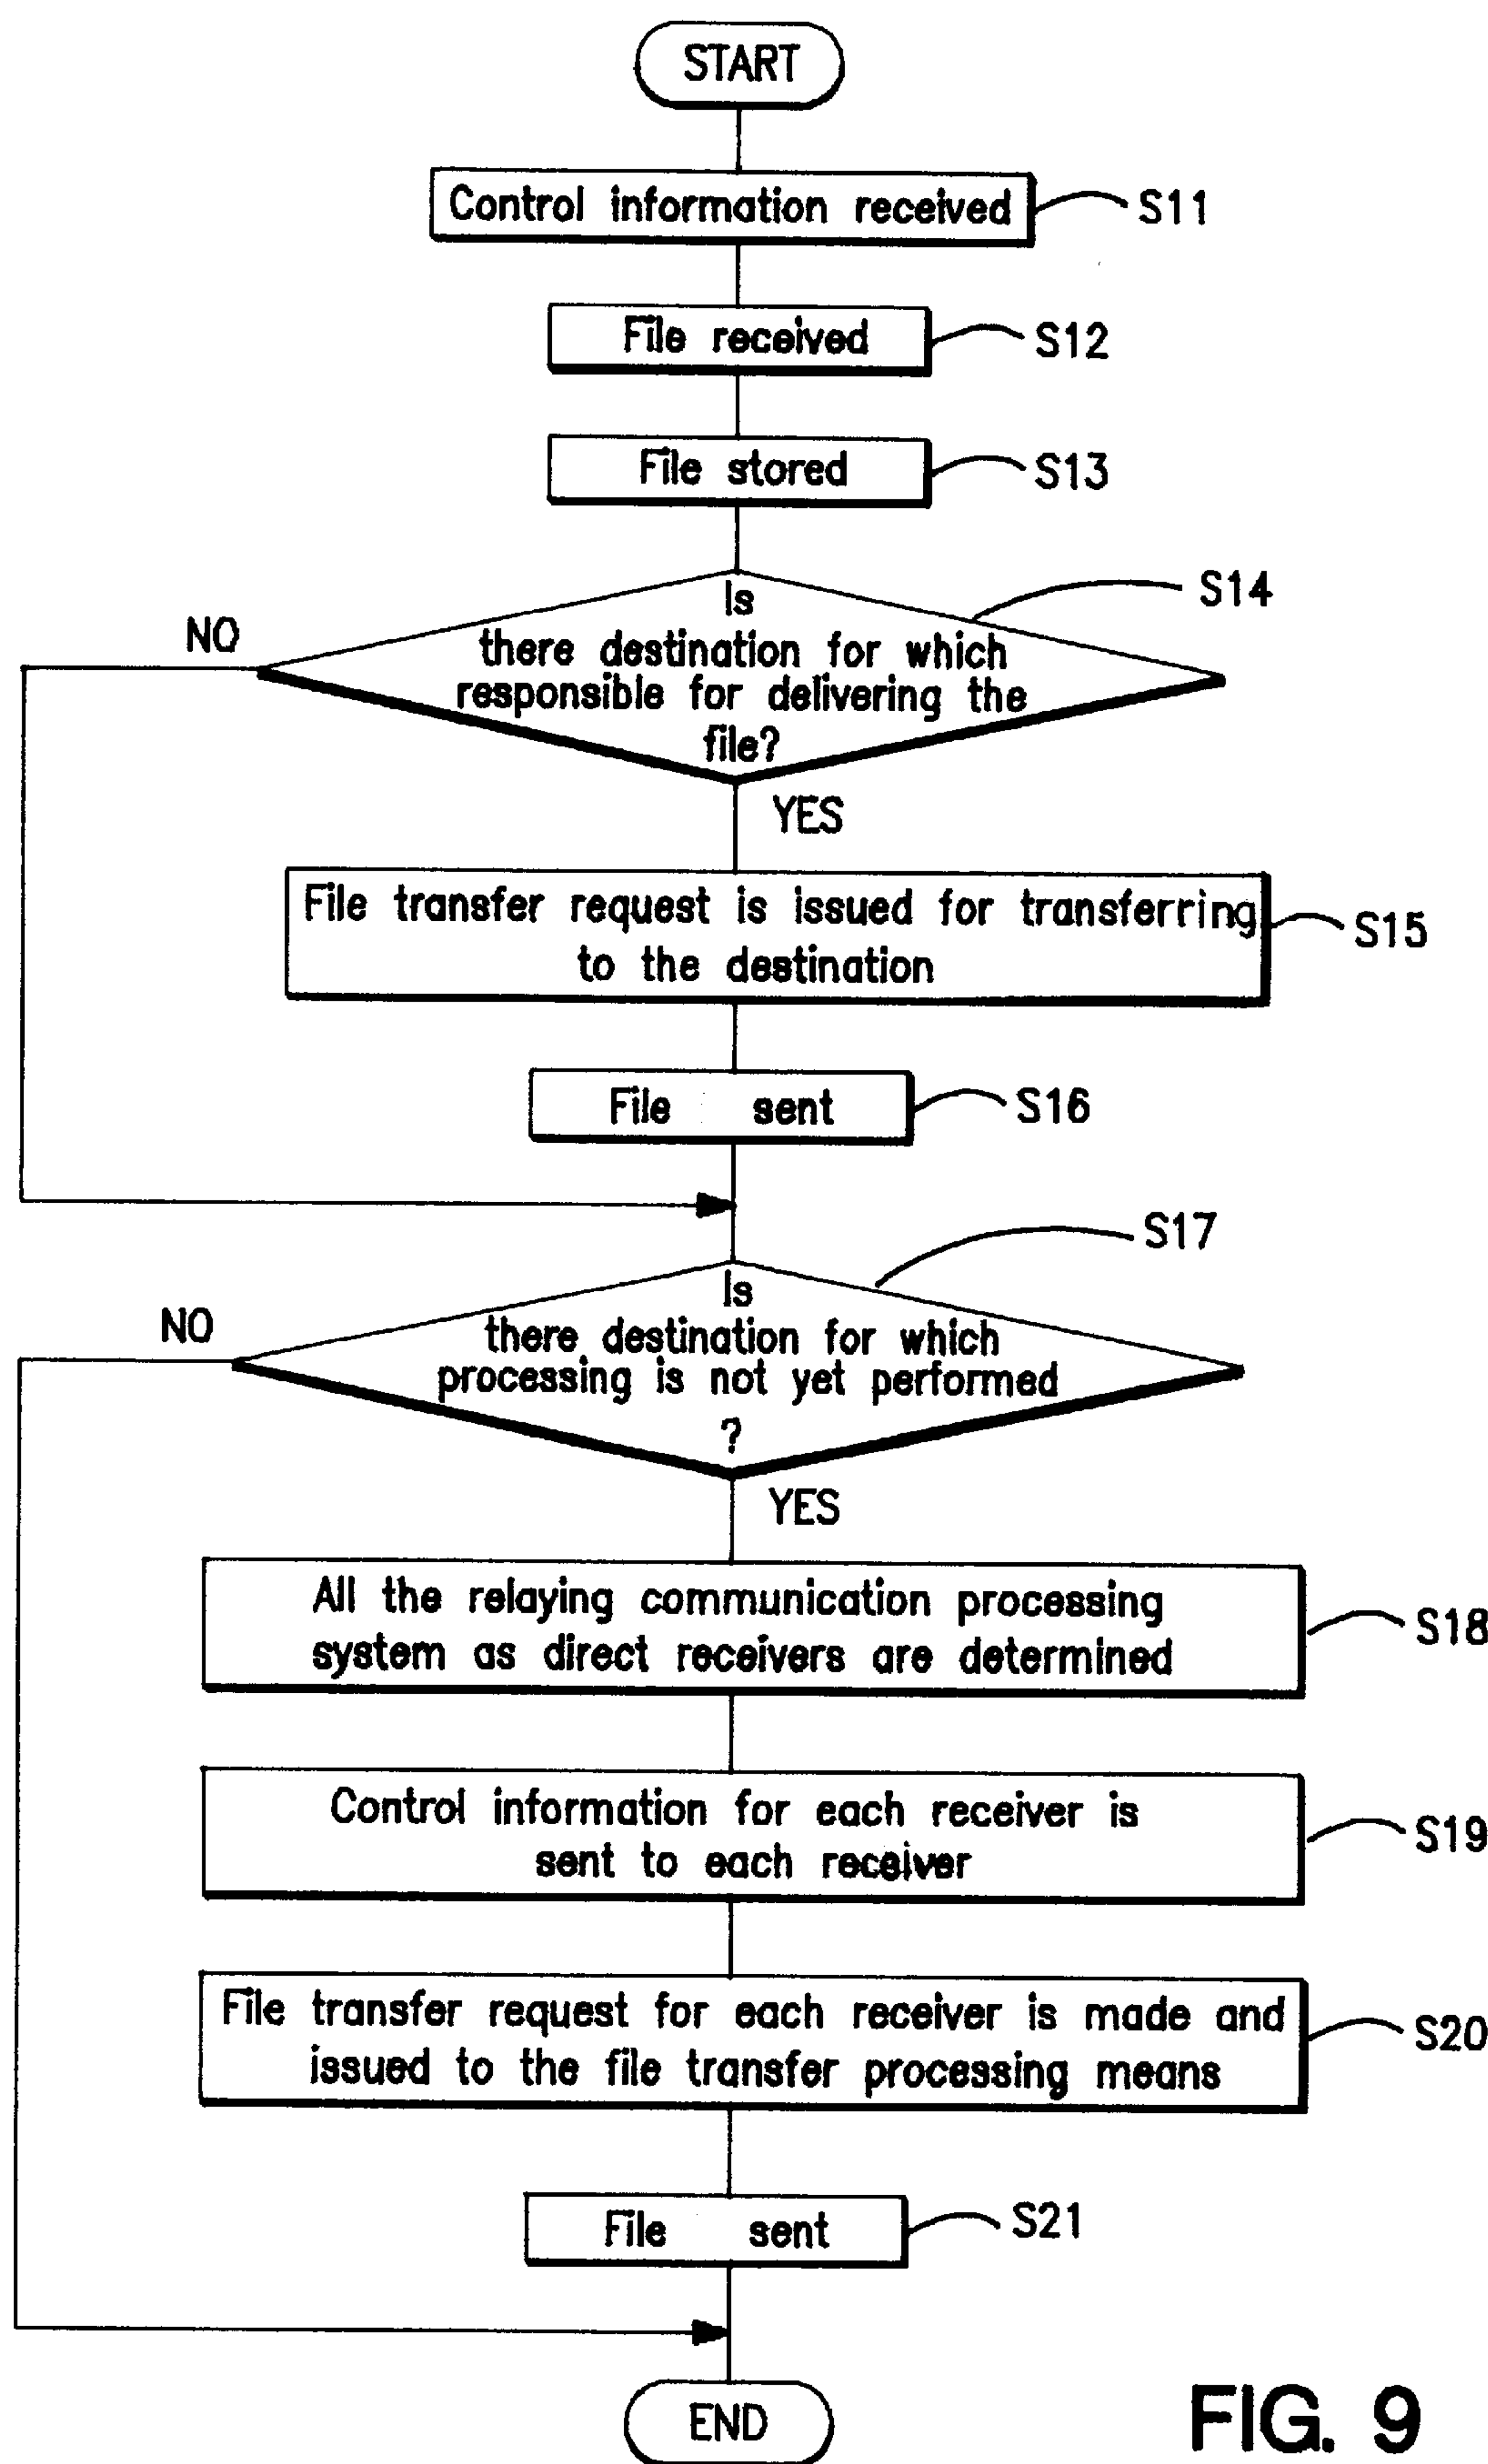 START
Control information received
S11
File received
S12
File stored
S13
S14
Is
there destination for which
responsible for delivering the
file?
NO
YES
File transfer request is issued for transferring
to the destination
S15
File sent
S16
S17
Is
there destination for which
processing is not yet performed
?
NO
YES
All the relaying communication processing
system as direct receivers are determined
S18
Control information for each receiver is
sent to each receiver
S19
File transfer request for each receiver is made and
issued to the file transfer processing means
S20
File sent
S21
END
FIG. 9